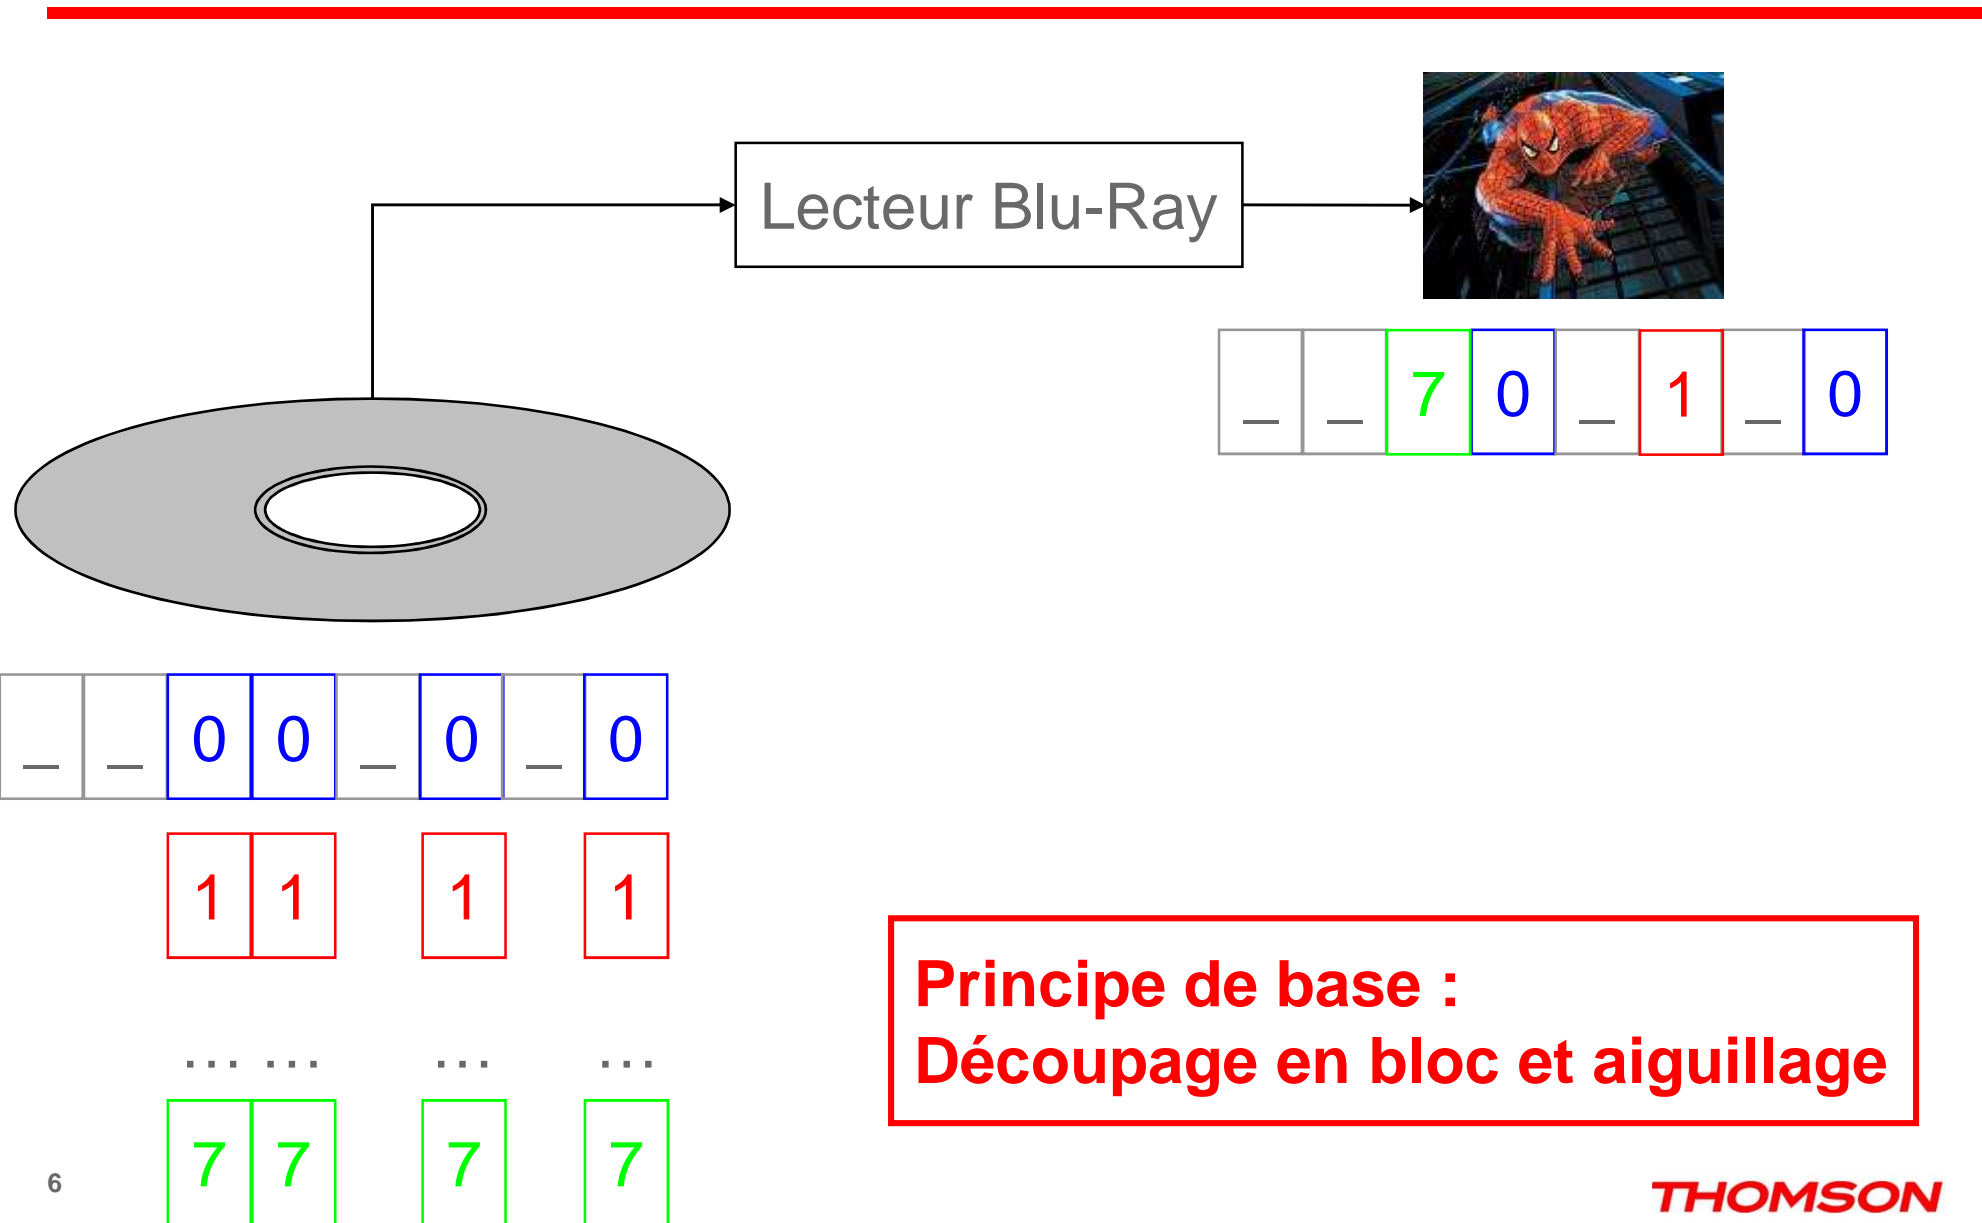 Lecteur Blu-Ray
_ _ 7 0 _ 1 _ 0
_ _ 0 0 _ 0 _ 0
1 1 1 1
... ... ... ...
7 7 7 7
Principe de base :
Découpage en bloc et aiguillage
6
THOMSON